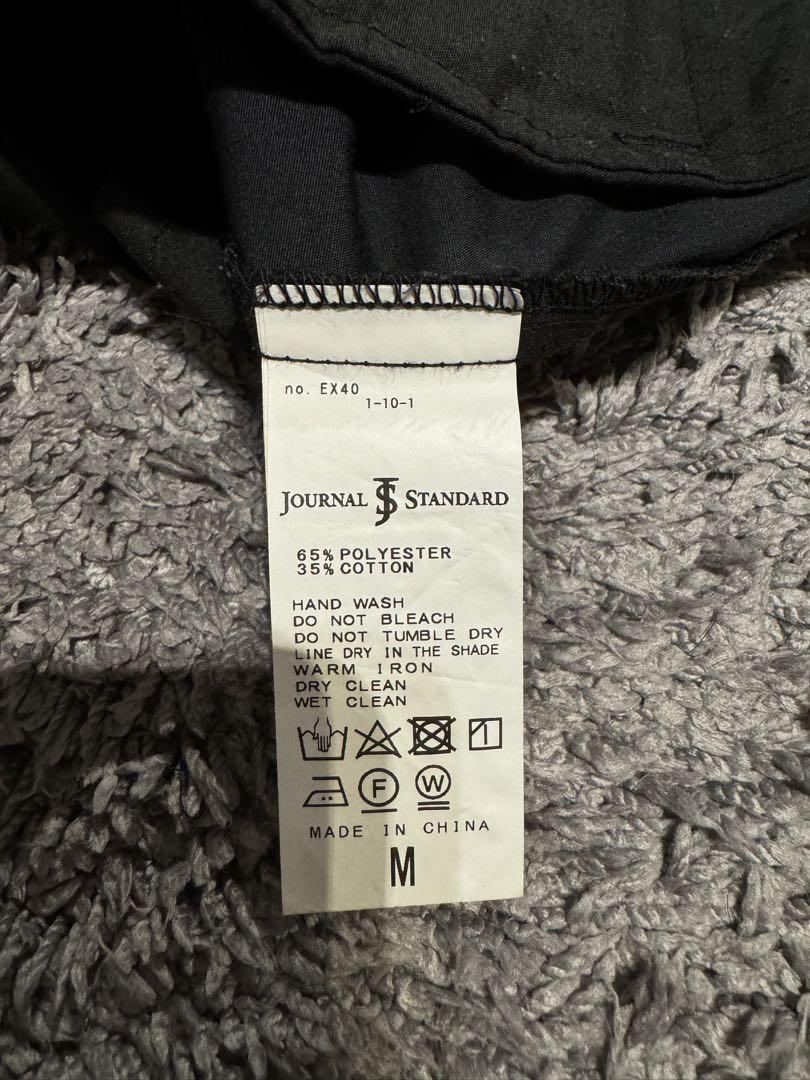 no. EX40
1-10-1
JOURNAL JS STANDARD
65% POLYESTER
35% COTTON
HAND WASH
DO NOT BLEACH
DO NOT TUMBLE DRY
LINE DRY IN THE SHADE
WARM IRON
DRY CLEAN
WET CLEAN
F W
MADE IN CHINA
M